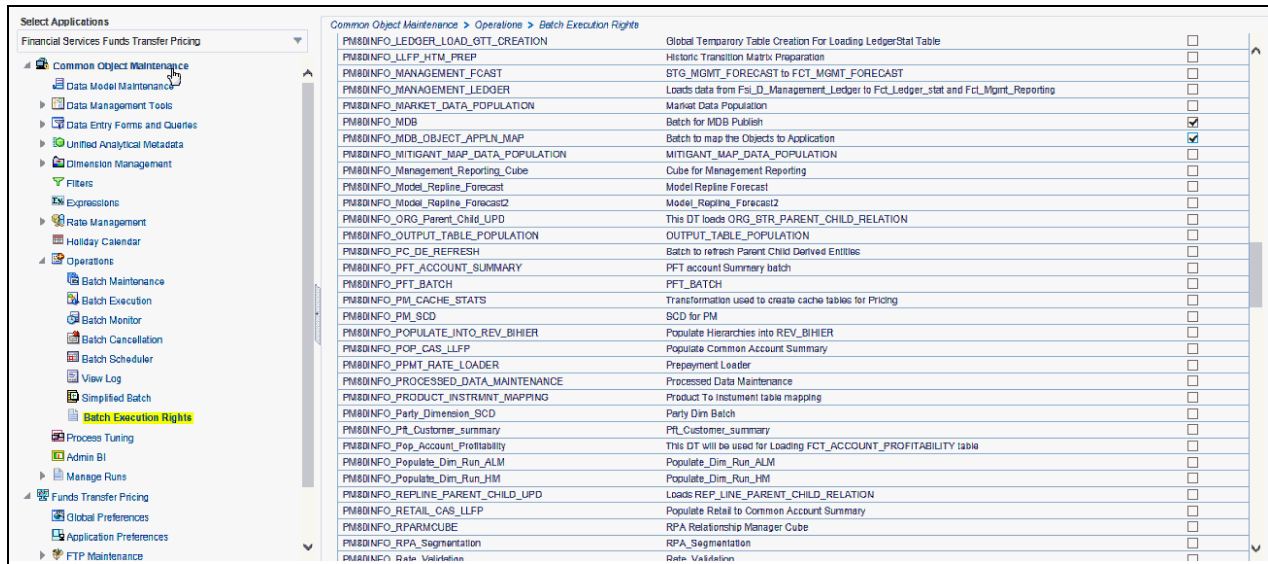 Select Applications
Financial Services Funds Transfer Pricing
Common Object Maintenance
Data Model Maintenance
Data Management Tools
Data Entry Forms and Queries
Unified Analytical Metadata
Dimension Management
Filters
Expressions
Rate Management
Holiday Calendar
Operations
Batch Maintenance
Batch Execution
Batch Monitor
Batch Cancellation
Batch Scheduler
View Log
Simplified Batch
Batch Execution Rights
Process Tuning
Admin BI
Manage Runs
Funds Transfer Pricing
Global Preferences
Application Preferences
FTP Maintenance
Common Object Maintenance > Operations > Batch Execution Rights
PM80INFO_LEDGER_LOAD_GTT_CREATION Global Temparory Table Creation For Loading LedgerStat Table
PM80INFO_LLFP_HTM_PREP Historic Transition Matrix Preparation
PM80INFO_MANAGEMENT_FCAST STG_MGMT_FORECAST to FCT_MGMT_FORECAST
PM80INFO_MANAGEMENT_LEDGER Loads data from Fsi_D_Management_Ledger to Fct_Ledger_stat and Fct_Mgmt_Reporting
PM80INFO_MARKET_DATA_POPULATION Market Data Population
PM80INFO_MDB Batch for MDB Publish
PM80INFO_MDB_OBJECT_APPLN_MAP Batch to map the Objects to Application
PM80INFO_MITIGANT_MAP_DATA_POPULATION MITIGANT_MAP_DATA_POPULATION
PM80INFO_Management_Reporting_Cube Cube for Management Reporting
PM80INFO_Model_Repline_Forecast Model Repline Forecast
PM80INFO_Model_Repline_Forecast2 Model_Repline_Forecast2
PM80INFO_ORG_Parent_Child_UPD This DT loads ORG_STR_PARENT_CHILD_RELATION
PM80INFO_OUTPUT_TABLE_POPULATION OUTPUT_TABLE_POPULATION
PM80INFO_PC_DE_REFRESH Batch to refresh Parent Child Derived Entities
PM80INFO_PFT_ACCOUNT_SUMMARY PFT account Summary batch
PM80INFO_PFT_BATCH PFT_BATCH
PM80INFO_PM_CACHE_STATS Transformation used to create cache tables for Pricing
PM80INFO_PM_SCD SCD for PM
PM80INFO_POPULATE_INTO_REV_BIHIER Populate Hierarchies into REV_BIHIER
PM80INFO_POP_CAS_LLFP Populate Common Account Summary
PM80INFO_PPMT_RATE_LOADER Prepayment Loader
PM80INFO_PROCESSED_DATA_MAINTENANCE Processed Data Maintenance
PM80INFO_PRODUCT_INSTRMNT_MAPPING Product To Instument table mapping
PM80INFO_Party_Dimension_SCD Party Dim Batch
PM80INFO_Pft_Customer_summary Pft_Customer_summary
PM80INFO_Pop_Account_Profitability This DT will be used for Loading FCT_ACCOUNT_PROFITABILITY table
PM80INFO_Populate_Dim_Run_ALM Populate_Dim_Run_ALM
PM80INFO_Populate_Dim_Run_HM Populate_Dim_Run_HM
PM80INFO_REPLINE_PARENT_CHILD_UPD Loads REP_LINE_PARENT_CHILD_RELATION
PM80INFO_RETAIL_CAS_LLFP Populate Retail to Common Account Summary
PM80INFO_RPARMCUBE RPA Relationship Manager Cube
PM80INFO_RPA_Segmentation RPA_Segmentation
PM80INFO_Rate_Validation Rate_Validation